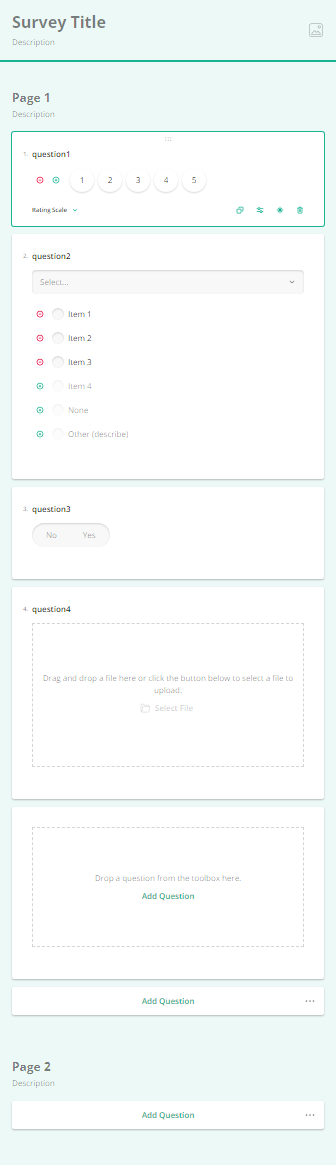 Survey Title
Description
Page 1
Description
1. question1
1 2 3 4 5
Rating Scale
2. question2
Select...
Item 1
Item 2
Item 3
Item 4
None
Other (describe)
3. question3
No Yes
4. question4
Drag and drop a file here or click the button below to select a file to
upload.
Select File
Drop a question from the toolbox here.
Add Question
Add Question
Page 2
Description
Add Question